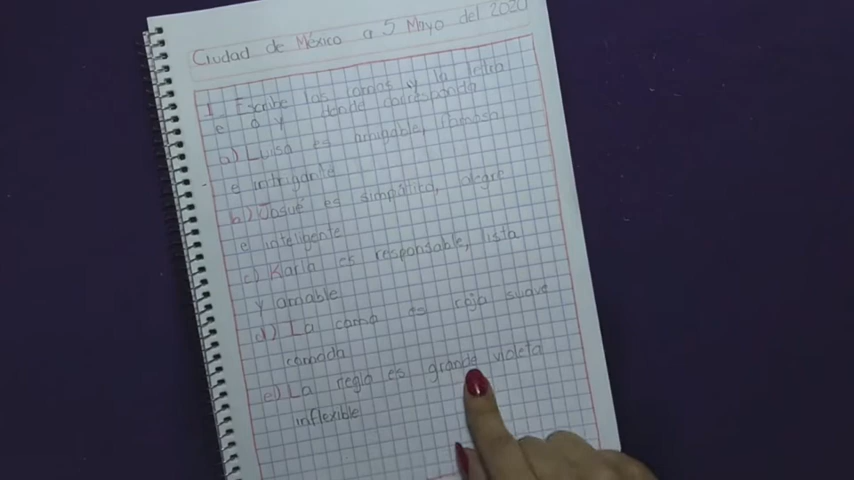 Ciudad de México a 5 Mayo del 2020
1. Escribe las comas y la letra
e o y donde corresponda
a) Luisa es amigable, famosa
e intrigante
b) Josué es simpático, alegre
e inteligente
c) Karla es responsable, lista
y amable
d) La cama es roja suave
comoda
e) La regla es grande violeta
inflexible